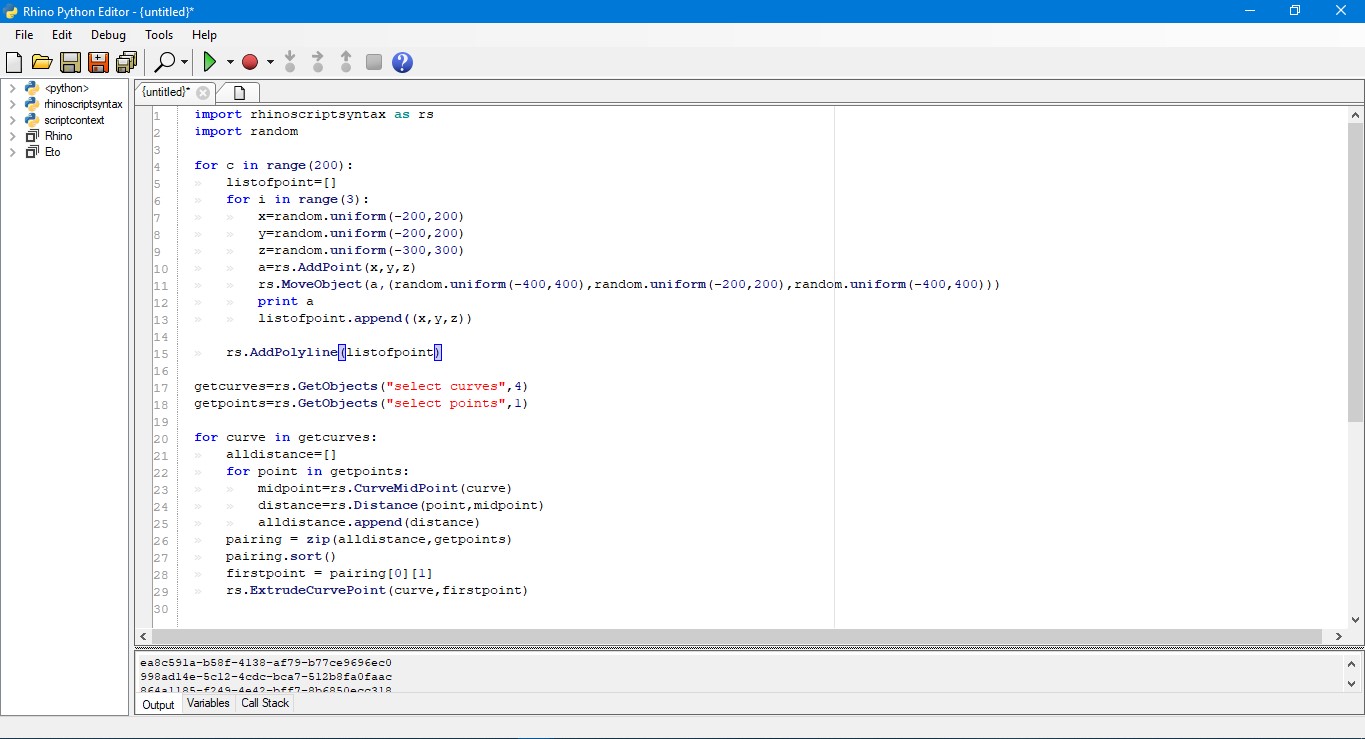 Rhino Python Editor - {untitled}*
File Edit Debug Tools Help
<python>
rhinoscriptsyntax
scriptcontext
Rhino
Eto
{untitled}*
1 import rhinoscriptsyntax as rs
2 import random
3
4 for c in range(200):
5 » listofpoint=[]
6 » for i in range(3):
7 » » x=random.uniform(-200,200)
8 » » y=random.uniform(-200,200)
9 » » z=random.uniform(-300,300)
10 » » a=rs.AddPoint(x,y,z)
11 » » rs.MoveObject(a,(random.uniform(-400,400),random.uniform(-200,200),random.uniform(-400,400)))
12 » » print a
13 » » listofpoint.append((x,y,z))
14
15 » rs.AddPolyline(listofpoint)
16
17 getcurves=rs.GetObjects("select curves",4)
18 getpoints=rs.GetObjects("select points",1)
19
20 for curve in getcurves:
21 » alldistance=[]
22 » for point in getpoints:
23 » » midpoint=rs.CurveMidPoint(curve)
24 » » distance=rs.Distance(point,midpoint)
25 » » alldistance.append(distance)
26 » pairing = zip(alldistance,getpoints)
27 » pairing.sort()
28 » firstpoint = pairing[0][1]
29 » rs.ExtrudeCurvePoint(curve,firstpoint)
30
ea8c591a-b58f-4138-af79-b77ce9696ec0
998ad14e-5c12-4cdc-bca7-512b8fa0faac
864a1185-f249-4e42-bff7-8b6850ecc318
Output Variables Call Stack